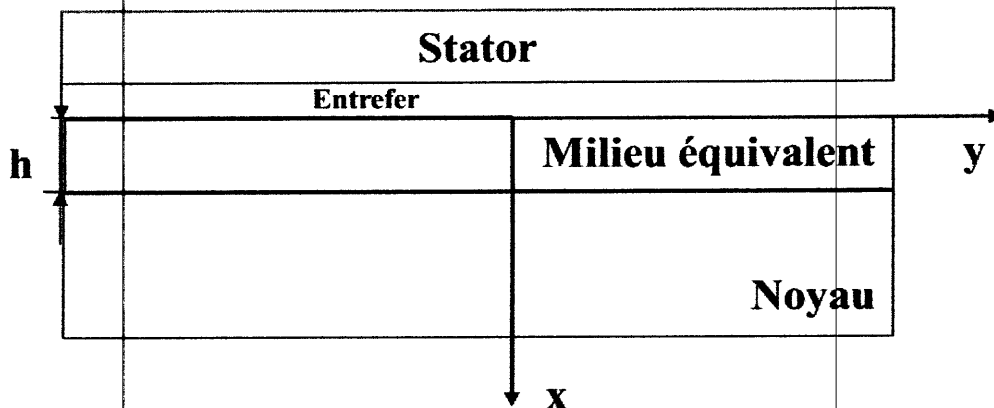 Stator
Entrefer
h
Milieu équivalent
y
Noyau
x